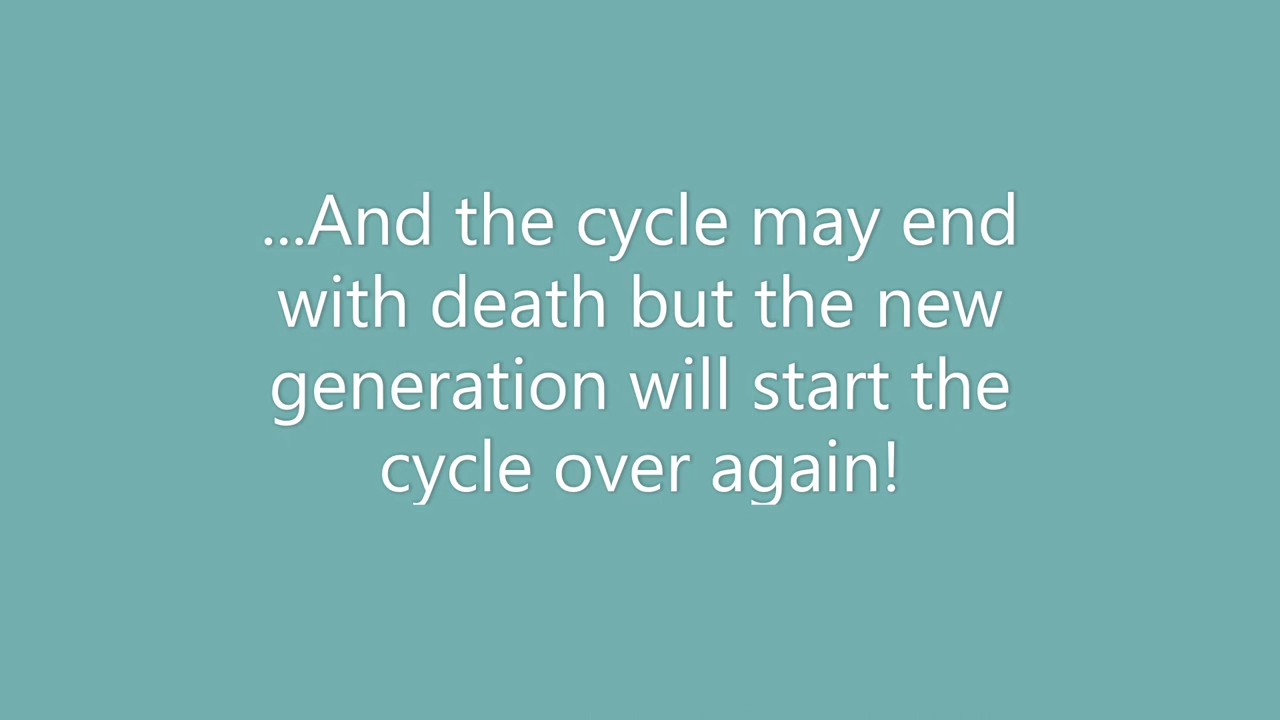 ...And the cycle may end
with death but the new
generation will start the
cycle over again!